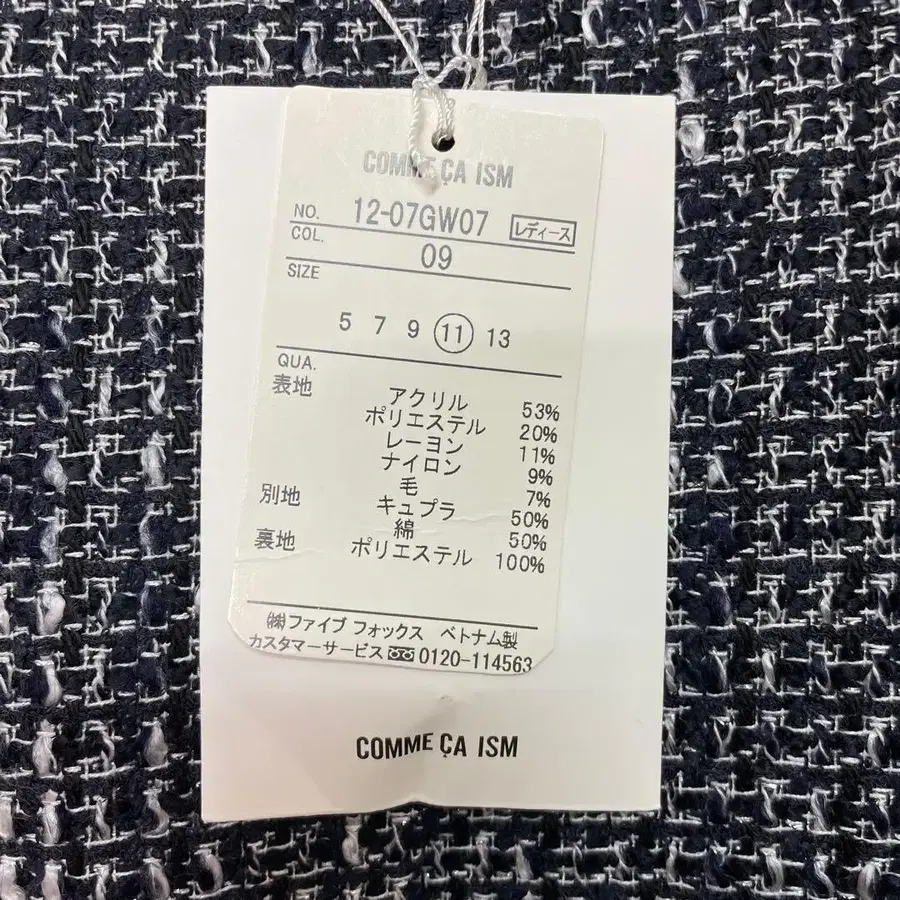 COMME ÇA ISM
NO. 12-07GW07 レディース
COL. 09
SIZE
5 7 9 11 13
QUA.
表地 アクリル 53%
ポリエステル 20%
レーヨン 11%
ナイロン 9%
毛 7%
別地 キュプラ 50%
綿 50%
裏地 ポリエステル 100%
㈱ファイブ フォックス ベトナム製
カスタマーサービス 0120-114563
COMME ÇA ISM